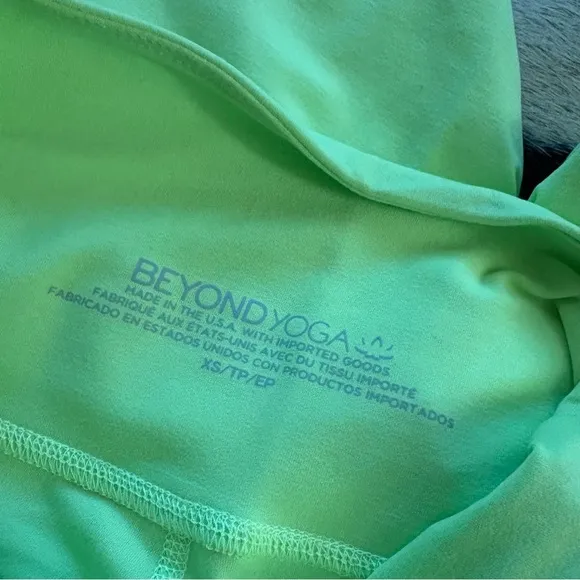 BEYOND YOGA
MADE IN THE U.S.A. WITH IMPORTED GOODS
FABRIQUÉ AUX ÉTATS-UNIS AVEC DU TISSU IMPORTÉ
FABRICADO EN ESTADOS UNIDOS CON PRODUCTOS IMPORTADOS
XS/TP/EP